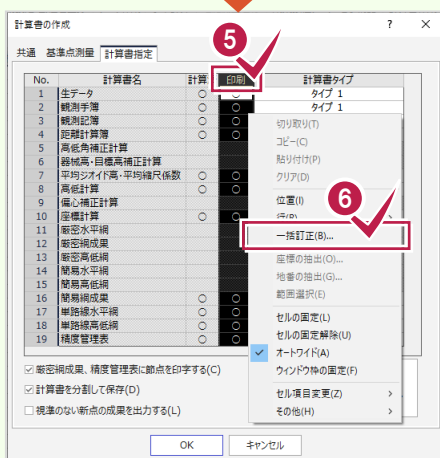 計算書の作成 ? ×
5
共通 基準点測量 計算書指定
No. 計算書名 計算 印刷 計算書タイプ
1 生データ ○ ○ タイプ 1
2 観測手簿 ○ ○ タイプ 1
3 観測記簿 ○ ○
4 距離計算簿 ○ ○
5 高低角補正計算
6 器械高・目標高補正計算
7 平均ジオイド高・平均縮尺係数 ○ ○
8 高低計算 ○ ○
9 偏心補正計算
10 座標計算 ○ ○
11 厳密水平網
12 厳密網成果
13 厳密高低網
14 簡易水平網
15 簡易高低網
16 簡易網成果 ○ ○
17 単路線水平網 ○ ○
18 単路線高低網 ○ ○
19 精度管理表 ○ ○
切り取り(T)
コピー(C)
貼り付け(P)
クリア(D)
位置(I)
行(R)
6
一括訂正(B)...
座標の抽出(O)...
地番の抽出(G)...
範囲選択(E)
セルの固定(L)
セルの固定解除(U)
✓ オートワイド(A)
ウィンドウ枠の固定(F)
セル項目変更(Z) >
その他(H) >
☑ 厳密網成果、精度管理表に節点を印字する(C)
☑ 計算書を分割して保存(D)
☐ 視準のない新点の成果を出力する(L)
OK キャンセル